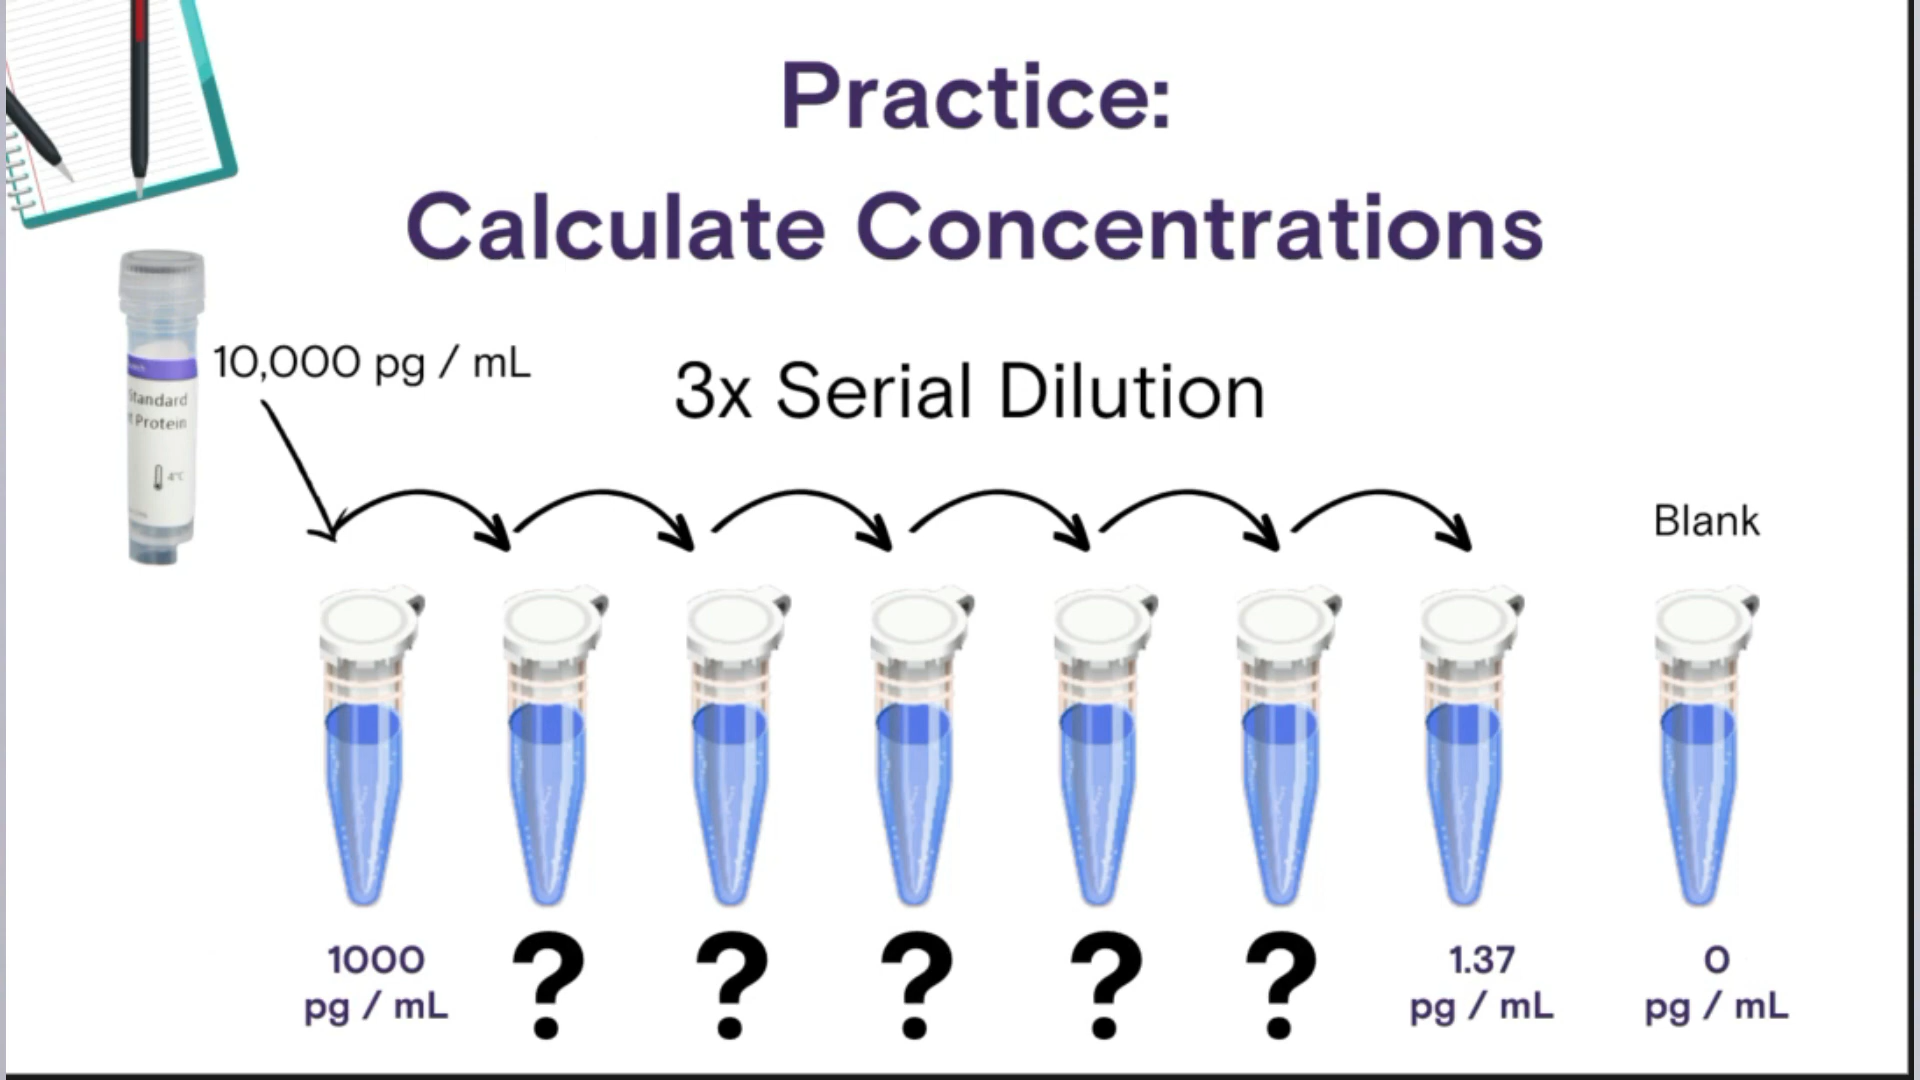 Practice:
Calculate Concentrations
10,000 pg / mL
3x Serial Dilution
Standard
Protein
4°C
Blank
1000
pg / mL
?
?
?
?
?
1.37
pg / mL
0
pg / mL